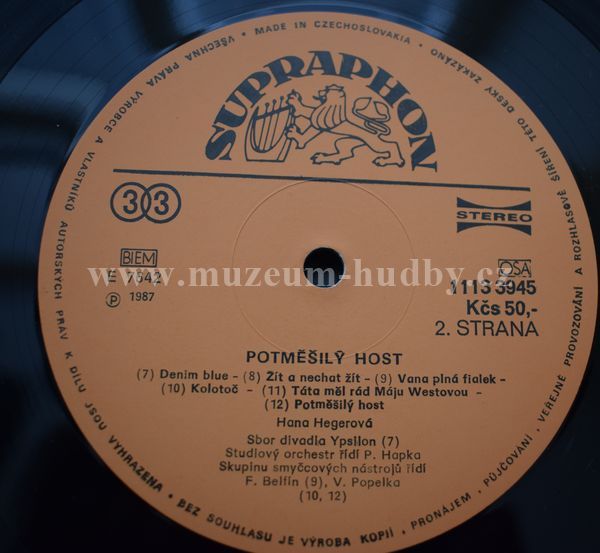 VŠECHNA PRÁVA VÝROBCE A VLASTNÍKŮ AUTORSKÝCH PRÁV K DÍLU JSOU VYHRAZENA • BEZ SOUHLASU JE VÝROBA KOPIÍ, PRONÁJEM, PŮJČOVÁNÍ, VEŘEJNÉ PROVOZOVÁNÍ A ROZHLASOVÉ ŠÍŘENÍ TÉTO DESKY ZAKÁZÁNO • MADE IN CZECHOSLOVAKIA •
SUPRAPHON
33
STEREO
BIEM
OSA
www.muzeum-hudby.cz
E 7642
1113 3945
Ⓟ 1987
Kčs 50,-
2. STRANA
POTMĚŠILÝ HOST
(7) Denim blue – (8) Žít a nechat žít – (9) Vana plná fialek –
(10) Kolotoč – (11) Táta měl rád Máju Westovou –
(12) Potměšilý host
Hana Hegerová
Sbor divadla Ypsilon (7)
Studiový orchestr řídí P. Hapka
Skupinu smyčcových nástrojů řídí
F. Belfín (9), V. Popelka
(10, 12)